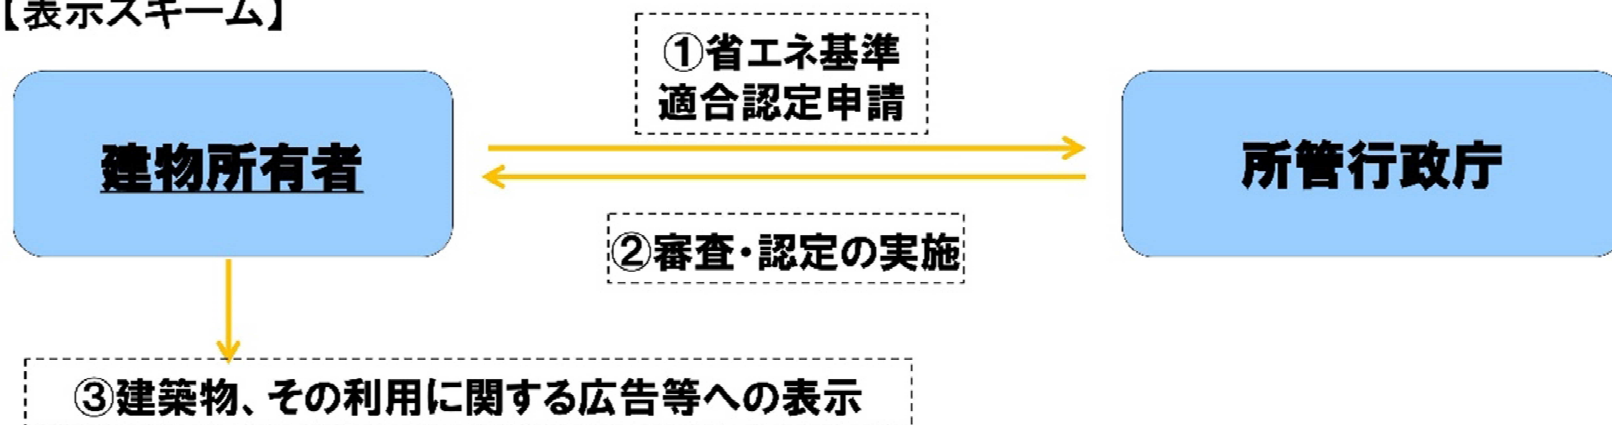 【表示スキーム】
①省エネ基準
適合認定申請
建物所有者
所管行政庁
②審査・認定の実施
③建築物、その利用に関する広告等への表示